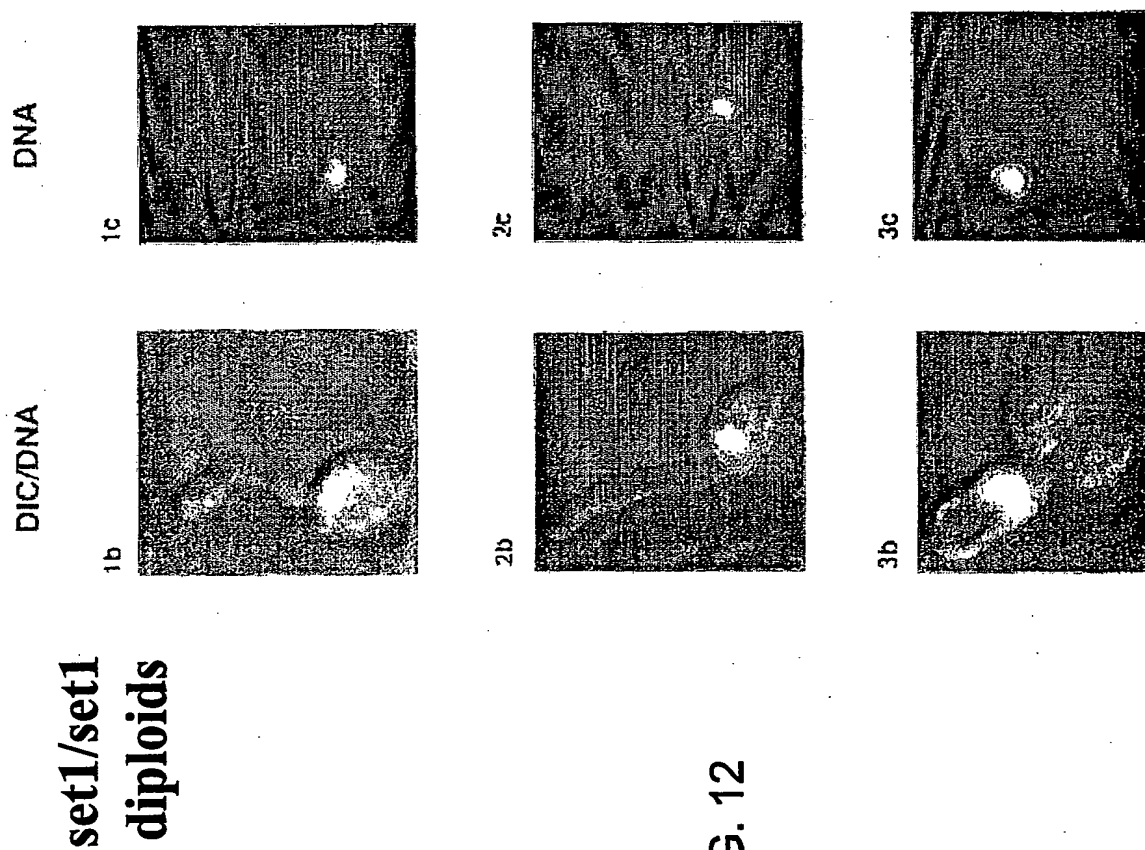 set1/set1
diploids
DIC/DNA
DNA
1b
1c
2b
2c
3b
3c
G. 12